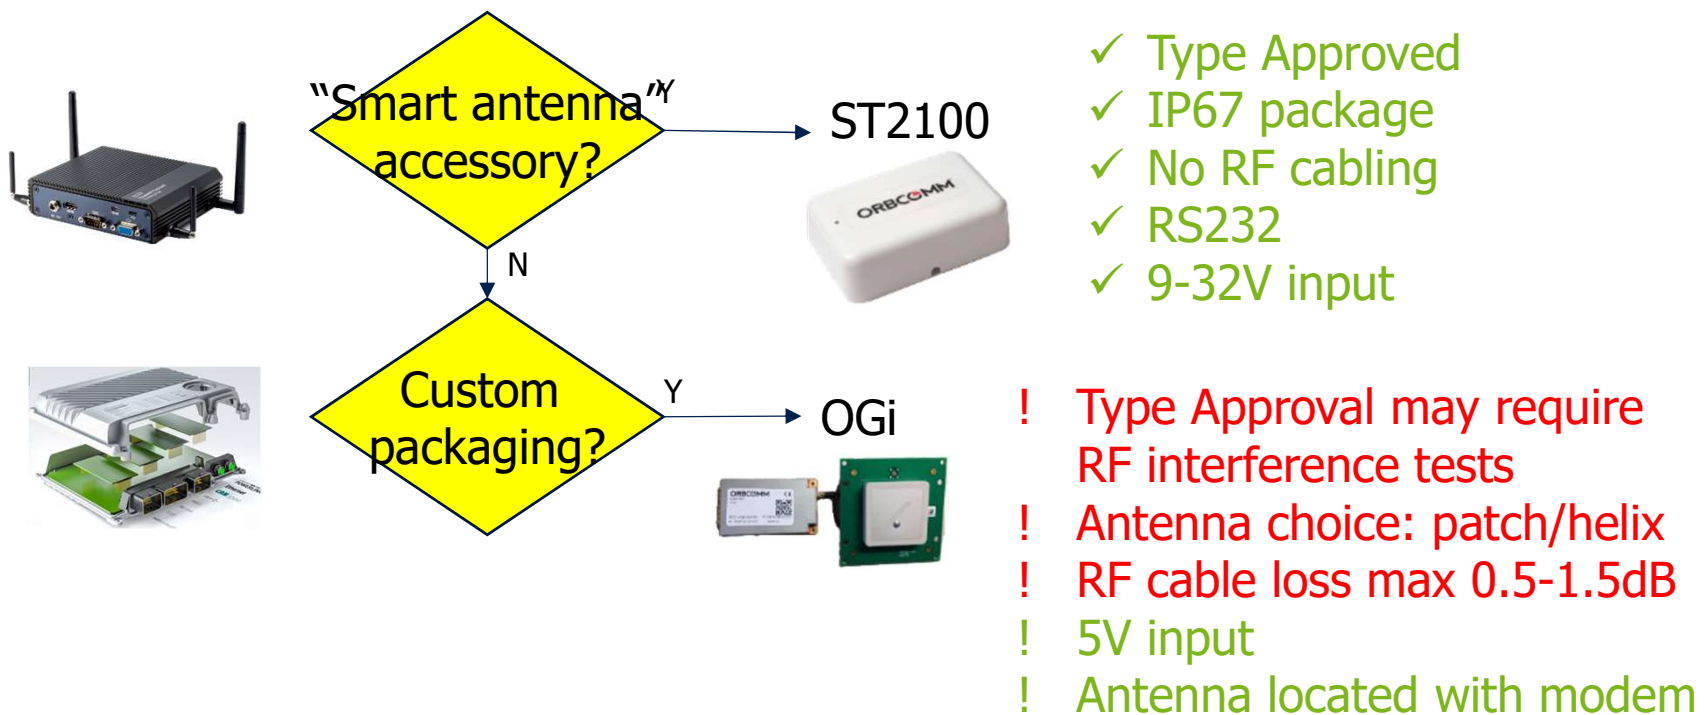 “Smart antenna”
accessory?
Y
ST2100
ORBCOMM
✓ Type Approved
✓ IP67 package
✓ No RF cabling
✓ RS232
✓ 9-32V input
N
Custom
packaging?
Y
OGi
ORBCOMM
! Type Approval may require
RF interference tests
! Antenna choice: patch/helix
! RF cable loss max 0.5-1.5dB
! 5V input
! Antenna located with modem